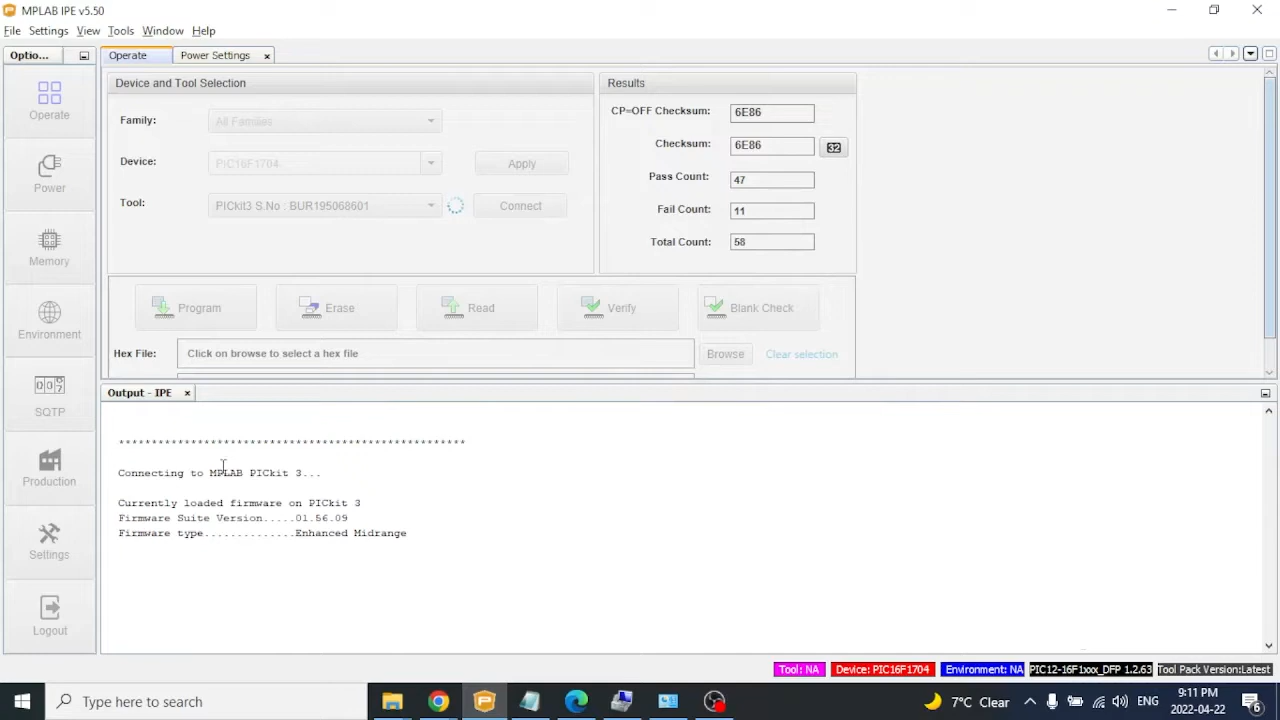 MPLAB IPE v5.50
File Settings View Tools Window Help
Optio...
Operate
Power Settings
Operate
Power
Memory
Environment
SQTP
Production
Settings
Logout
Device and Tool Selection
Family: All Families
Device: PIC16F1704 Apply
Tool: PICkit3 S.No : BUR195068601 Connect
Results
CP=OFF Checksum: 6E86
Checksum: 6E86 32
Pass Count: 47
Fail Count: 11
Total Count: 58
Program Erase Read Verify Blank Check
Hex File: Click on browse to select a hex file Browse Clear selection
Output - IPE
*****************************************************
Connecting to MPLAB PICkit 3...
Currently loaded firmware on PICkit 3
Firmware Suite Version.....01.56.09
Firmware type..............Enhanced Midrange
Tool: NA Device: PIC16F1704 Environment: NA PIC12-16F1xxx_DFP 1.2.63 Tool Pack Version:Latest
Type here to search
7°C Clear
ENG
9:11 PM
2022-04-22
6